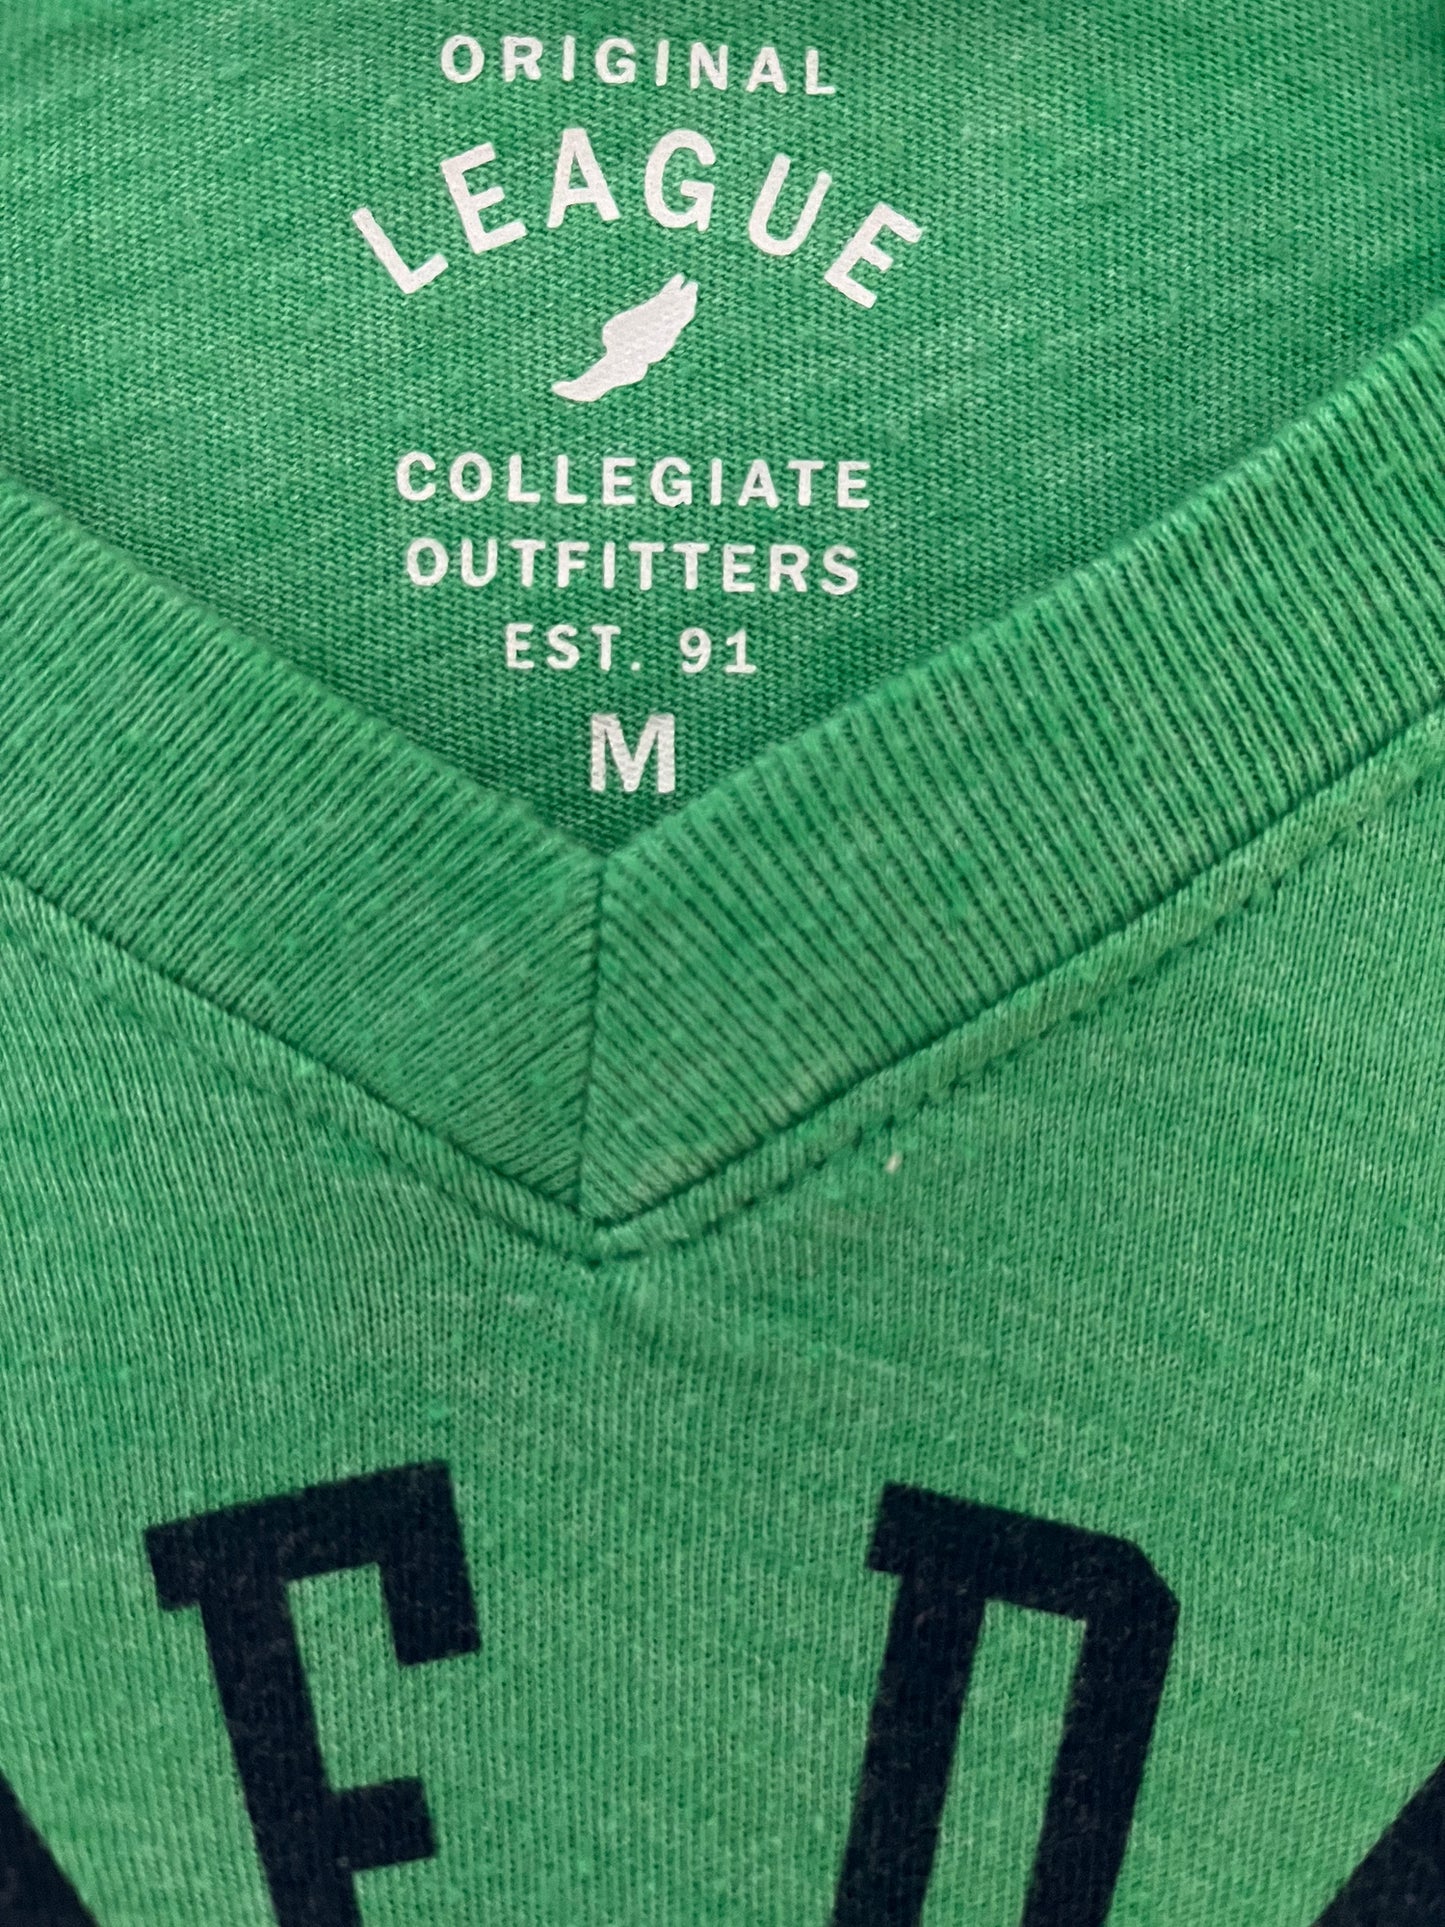 ORIGINAL
LEAGUE
COLLEGIATE
OUTFITTERS
EST. 91
M